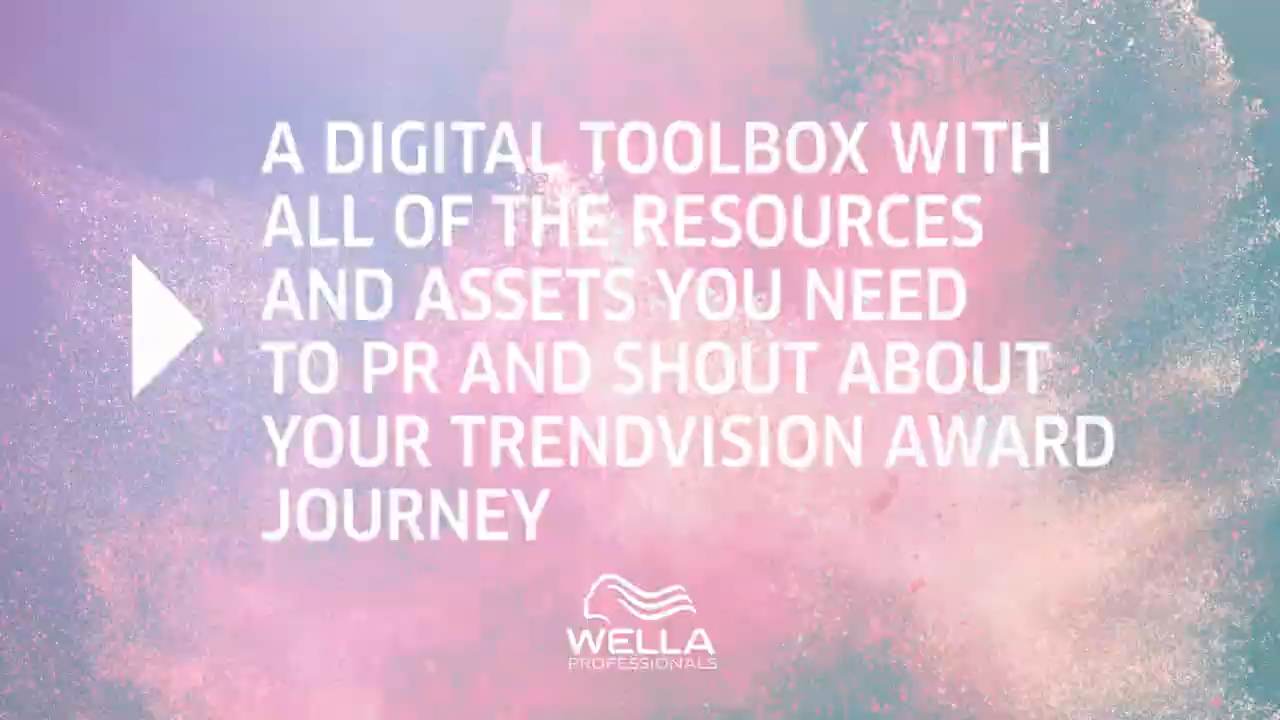 A DIGITAL TOOLBOX WITH
ALL OF THE RESOURCES
AND ASSETS YOU NEED
TO PR AND SHOUT ABOUT
YOUR TRENDVISION AWARD
JOURNEY
WELLA
PROFESSIONALS